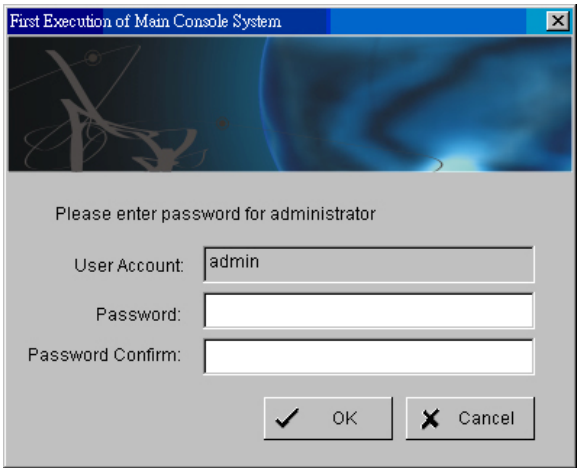 First Execution of Main Console System
Please enter password for administrator
User Account: admin
Password:
Password Confirm:
OK Cancel